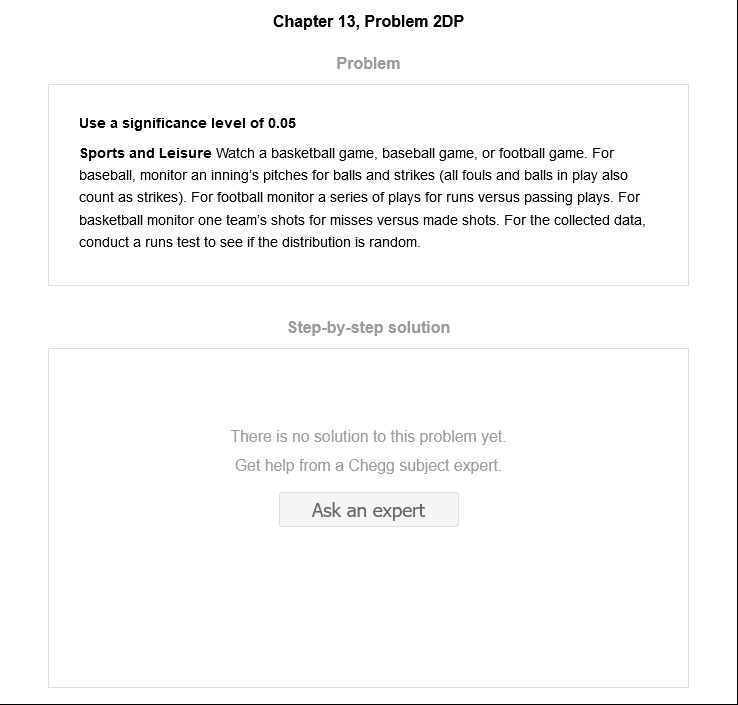 Chapter 13, Problem 2DP
Problem
Use a significance level of 0.05
Sports and Leisure Watch a basketball game, baseball game, or football game. For
baseball, monitor an inning's pitches for balls and strikes (all fouls and balls in play also
count as strikes). For football monitor a series of plays for runs versus passing plays. For
basketball monitor one team's shots for misses versus made shots. For the collected data,
conduct a runs test to see if the distribution is random.
Step-by-step solution
There is no solution to this problem yet.
Get help from a Chegg subject expert.
Ask an expert